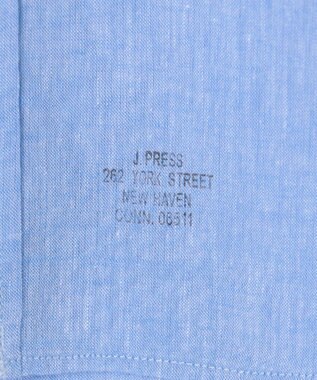 J. PRESS
262 YORK STREET
NEW HAVEN
CONN. 06511